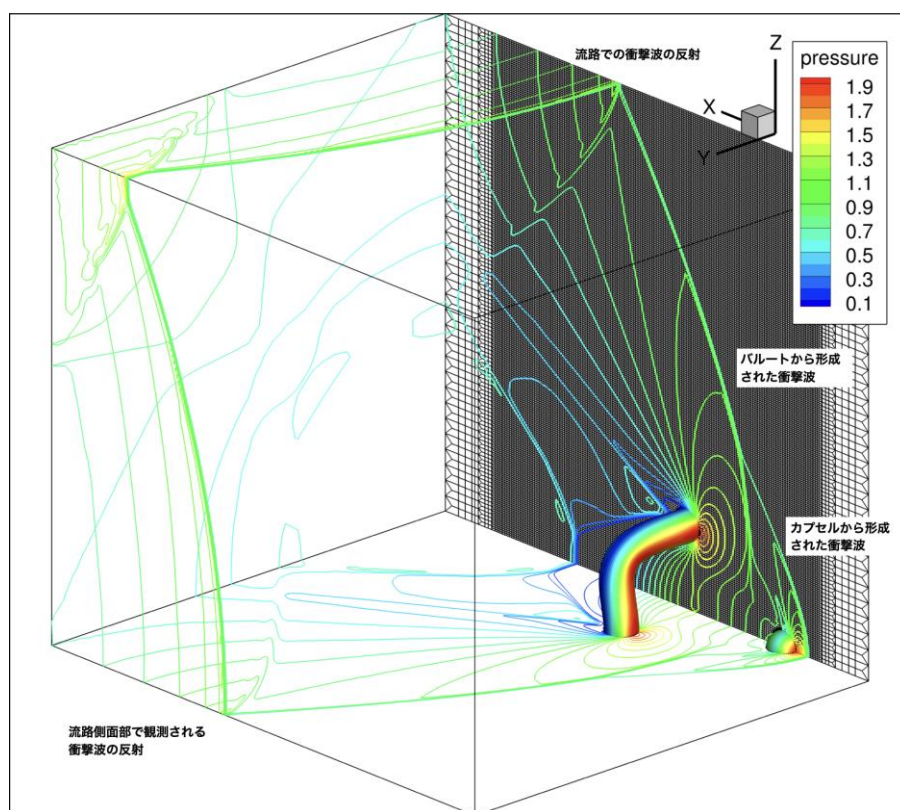 流路での衝撃波の反射
Z
X
Y
pressure
1.9
1.7
1.5
1.3
1.1
0.9
0.7
0.5
0.3
0.1
バルートから形成
された衝撃波
カプセルから形成
された衝撃波
流路側面部で観測される
衝撃波の反射